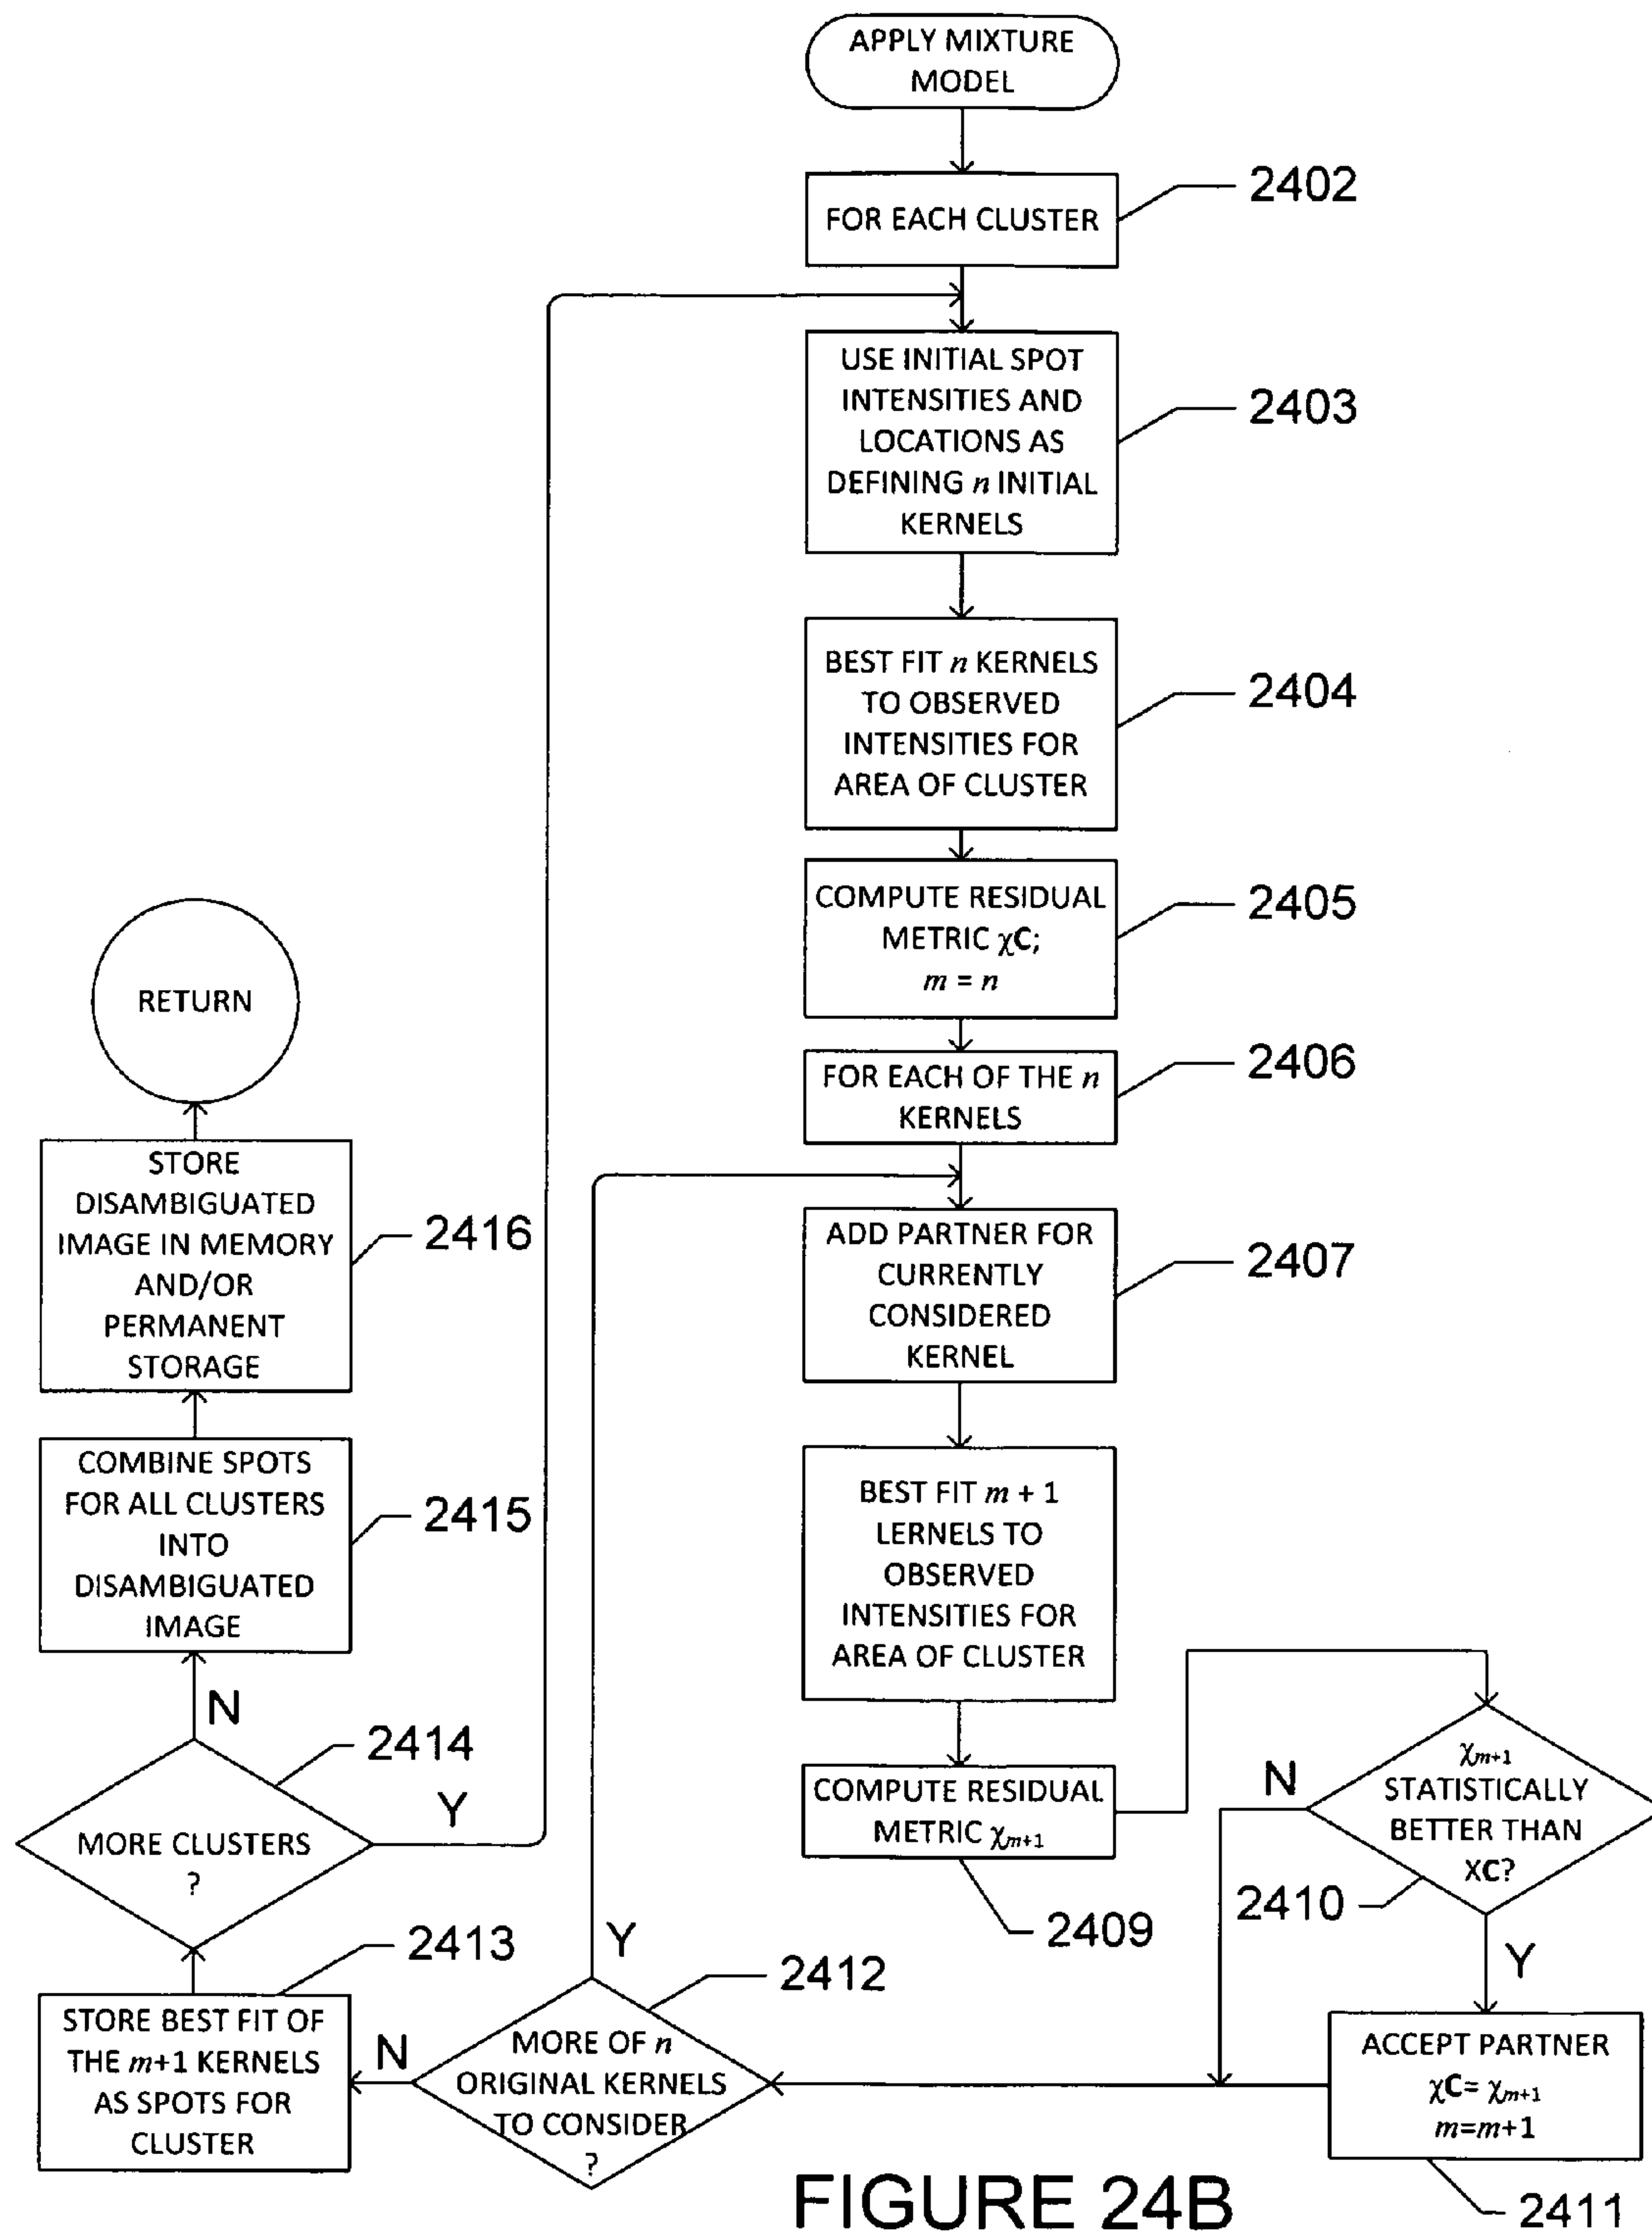 APPLY MIXTURE
MODEL
FOR EACH CLUSTER
2402
USE INITIAL SPOT
INTENSITIES AND
LOCATIONS AS
DEFINING n INITIAL
KERNELS
2403
BEST FIT n KERNELS
TO OBSERVED
INTENSITIES FOR
AREA OF CLUSTER
2404
COMPUTE RESIDUAL
METRIC χC;
m = n
2405
FOR EACH OF THE n
KERNELS
2406
ADD PARTNER FOR
CURRENTLY
CONSIDERED
KERNEL
2407
BEST FIT m + 1
LERNELS TO
OBSERVED
INTENSITIES FOR
AREA OF CLUSTER
COMPUTE RESIDUAL
METRIC χm+1
2409
χm+1
STATISTICALLY
BETTER THAN
XC?
2410
N
Y
ACCEPT PARTNER
χC= χm+1
m=m+1
2411
MORE OF n
ORIGINAL KERNELS
TO CONSIDER
?
2412
Y
N
STORE BEST FIT OF
THE m+1 KERNELS
AS SPOTS FOR
CLUSTER
2413
MORE CLUSTERS
?
2414
Y
N
COMBINE SPOTS
FOR ALL CLUSTERS
INTO
DISAMBIGUATED
IMAGE
2415
STORE
DISAMBIGUATED
IMAGE IN MEMORY
AND/OR
PERMANENT
STORAGE
2416
RETURN
FIGURE 24B